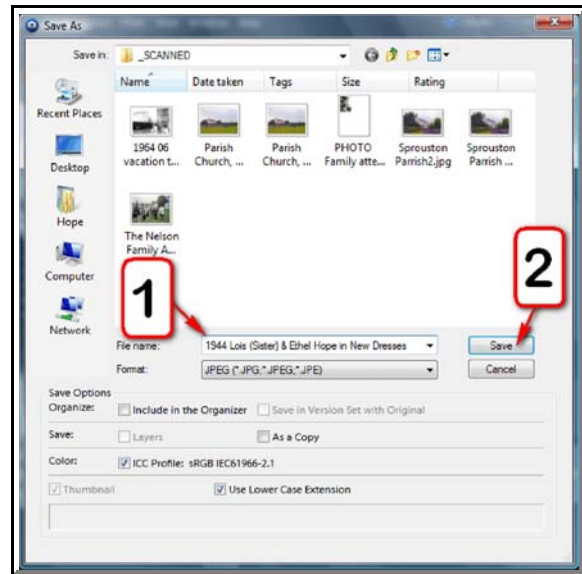 Save As
Save in: _SCANNED
Name Date taken Tags Size Rating
Recent Places
Desktop
Hope
Computer
Network
1964 06 vacation t...
Parish Church, ...
Parish Church, ...
PHOTO Family atte...
Sprouston Parrish2.jpg
Sprouston Parrish ...
The Nelson Family A...
1
2
File name: 1944 Lois (Sister) & Ethel Hope in New Dresses Save
Format: JPEG (*.JPG;*.JPEG;*.JPE) Cancel
Save Options
Organize: Include in the Organizer Save in Version Set with Original
Save: Layers As a Copy
Color: ICC Profile: sRGB IEC61966-2.1
Thumbnail Use Lower Case Extension